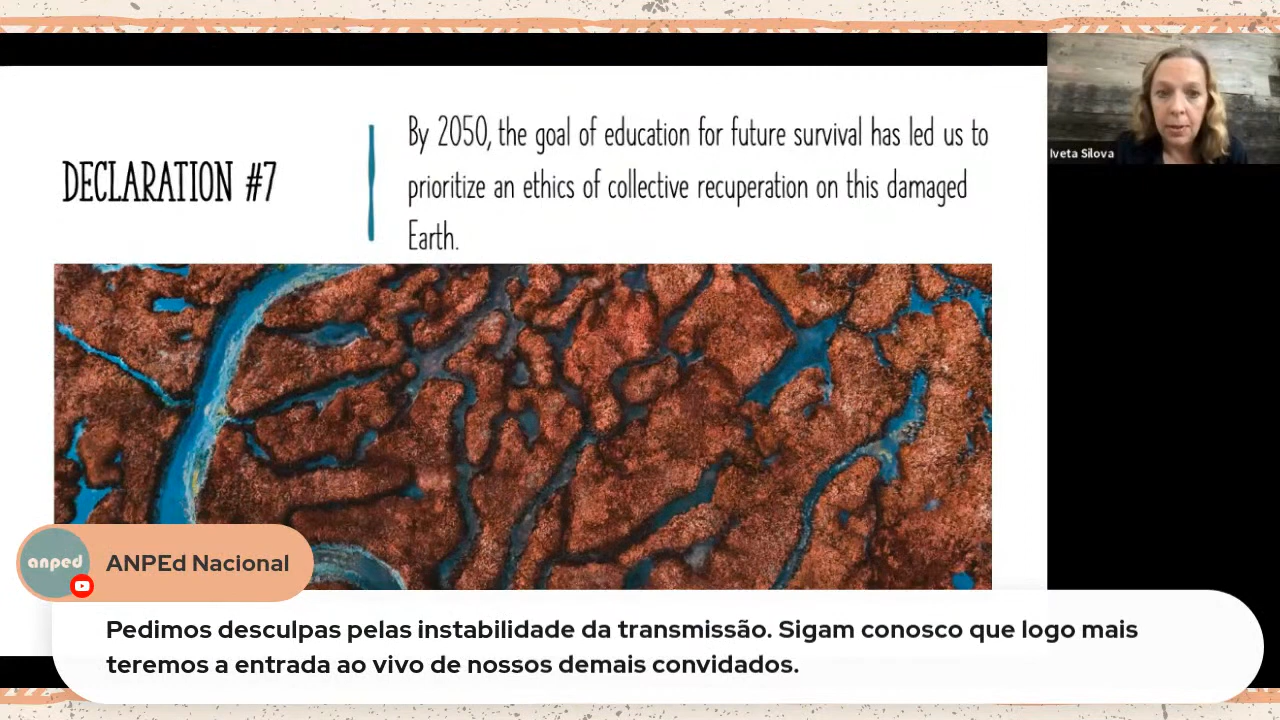 DECLARATION #7
By 2050, the goal of education for future survival has led us to
prioritize an ethics of collective recuperation on this damaged
Earth.
Iveta Silova
anped
ANPEd Nacional
Pedimos desculpas pelas instabilidade da transmissão. Sigam conosco que logo mais
teremos a entrada ao vivo de nossos demais convidados.